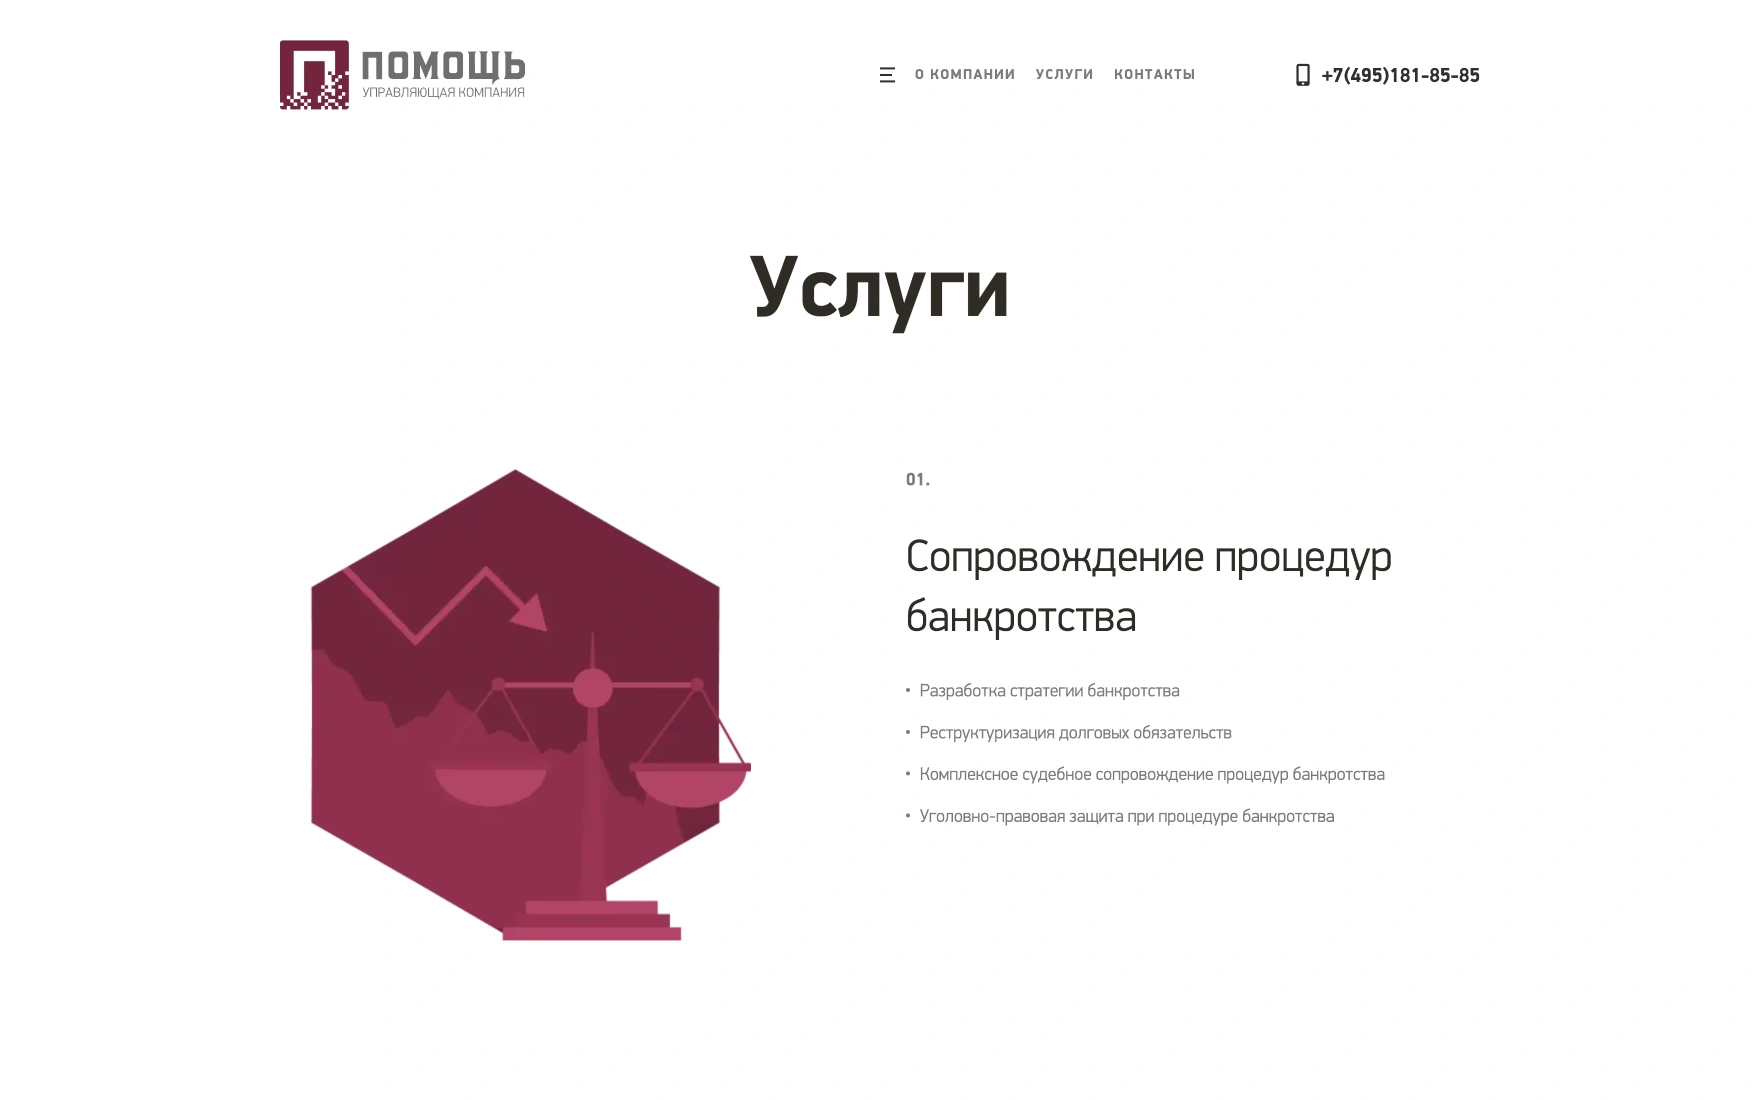 ПОМОЩЬ
УПРАВЛЯЮЩАЯ КОМПАНИЯ
О КОМПАНИИ УСЛУГИ КОНТАКТЫ
+7(495)181-85-85
Услуги
01.
Сопровождение процедур
банкротства
• Разработка стратегии банкротства
• Реструктуризация долговых обязательств
• Комплексное судебное сопровождение процедур банкротства
• Уголовно-правовая защита при процедуре банкротства